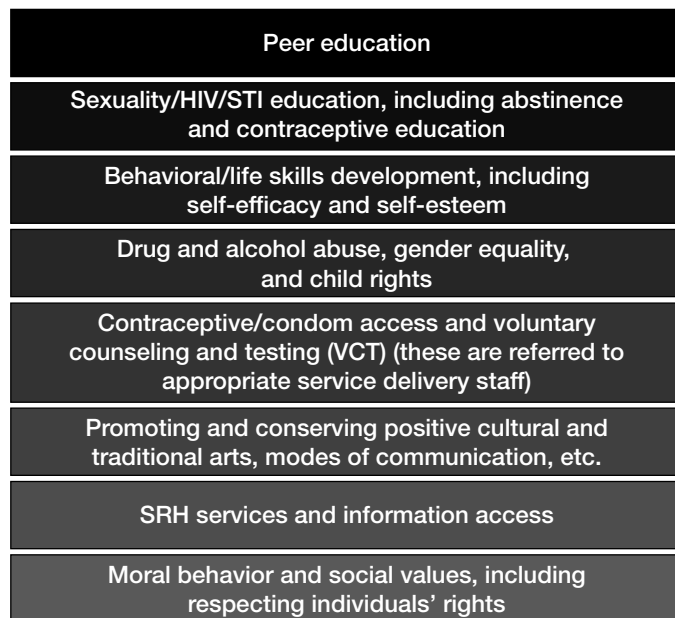 Peer education
Sexuality/HIV/STI education, including abstinence
and contraceptive education
Behavioral/life skills development, including
self-efficacy and self-esteem
Drug and alcohol abuse, gender equality,
and child rights
Contraceptive/condom access and voluntary
counseling and testing (VCT) (these are referred to
appropriate service delivery staff)
Promoting and conserving positive cultural and
traditional arts, modes of communication, etc.
SRH services and information access
Moral behavior and social values, including
respecting individuals’ rights